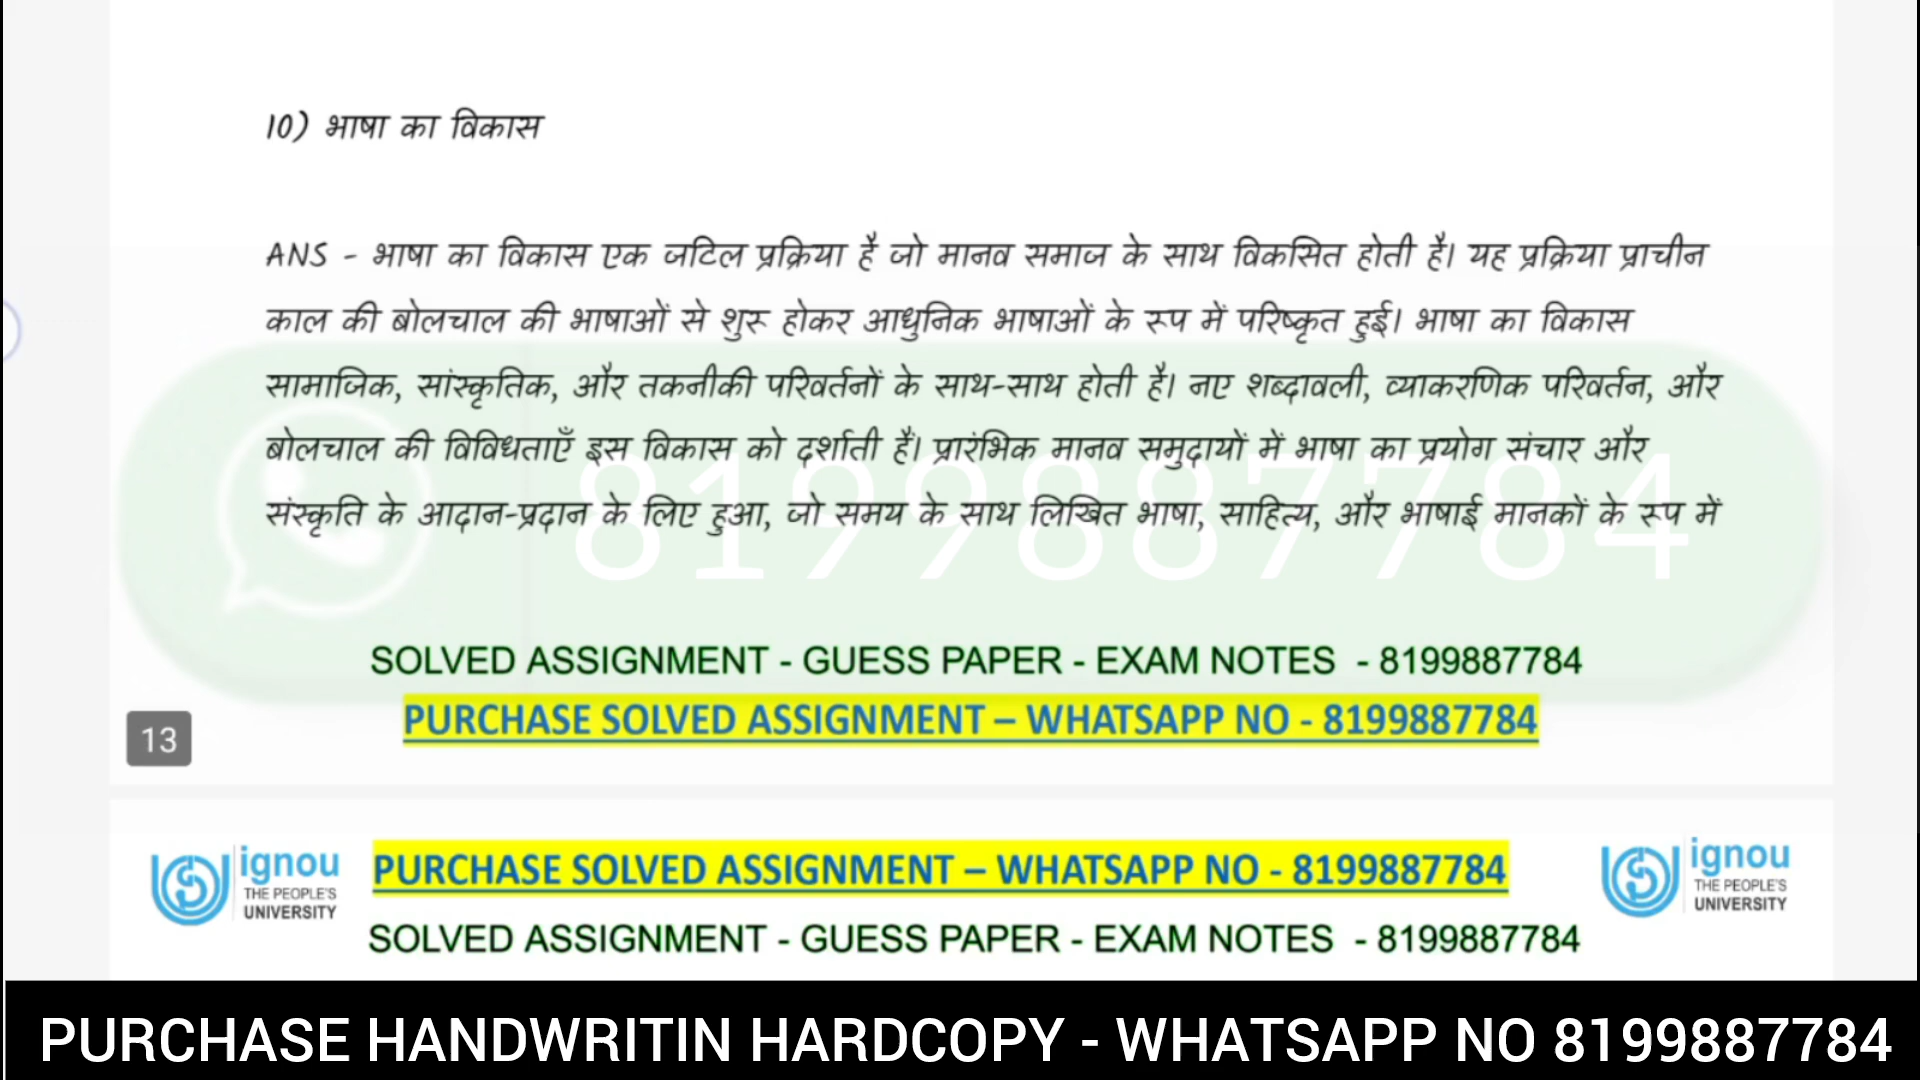 10) भाषा का विकास
ANS - भाषा का विकास एक जटिल प्रक्रिया है जो मानव समाज के साथ विकसित होती है। यह प्रक्रिया प्राचीन
काल की बोलचाल की भाषाओं से शुरू होकर आधुनिक भाषाओं के रूप में परिष्कृत हुई। भाषा का विकास
सामाजिक, सांस्कृतिक, और तकनीकी परिवर्तनों के साथ-साथ होती है। नए शब्दावली, व्याकरणिक परिवर्तन, और
बोलचाल की विविधताएँ इस विकास को दर्शाती हैं। प्रारंभिक मानव समुदायों में भाषा का प्रयोग संचार और
संस्कृति के आदान-प्रदान के लिए हुआ, जो समय के साथ लिखित भाषा, साहित्य, और भाषाई मानकों के रूप में
8199887784
SOLVED ASSIGNMENT - GUESS PAPER - EXAM NOTES - 8199887784
PURCHASE SOLVED ASSIGNMENT – WHATSAPP NO - 8199887784
13
ignou
THE PEOPLE'S
UNIVERSITY
PURCHASE SOLVED ASSIGNMENT – WHATSAPP NO - 8199887784
SOLVED ASSIGNMENT - GUESS PAPER - EXAM NOTES - 8199887784
ignou
THE PEOPLE'S
UNIVERSITY
PURCHASE HANDWRITIN HARDCOPY - WHATSAPP NO 8199887784